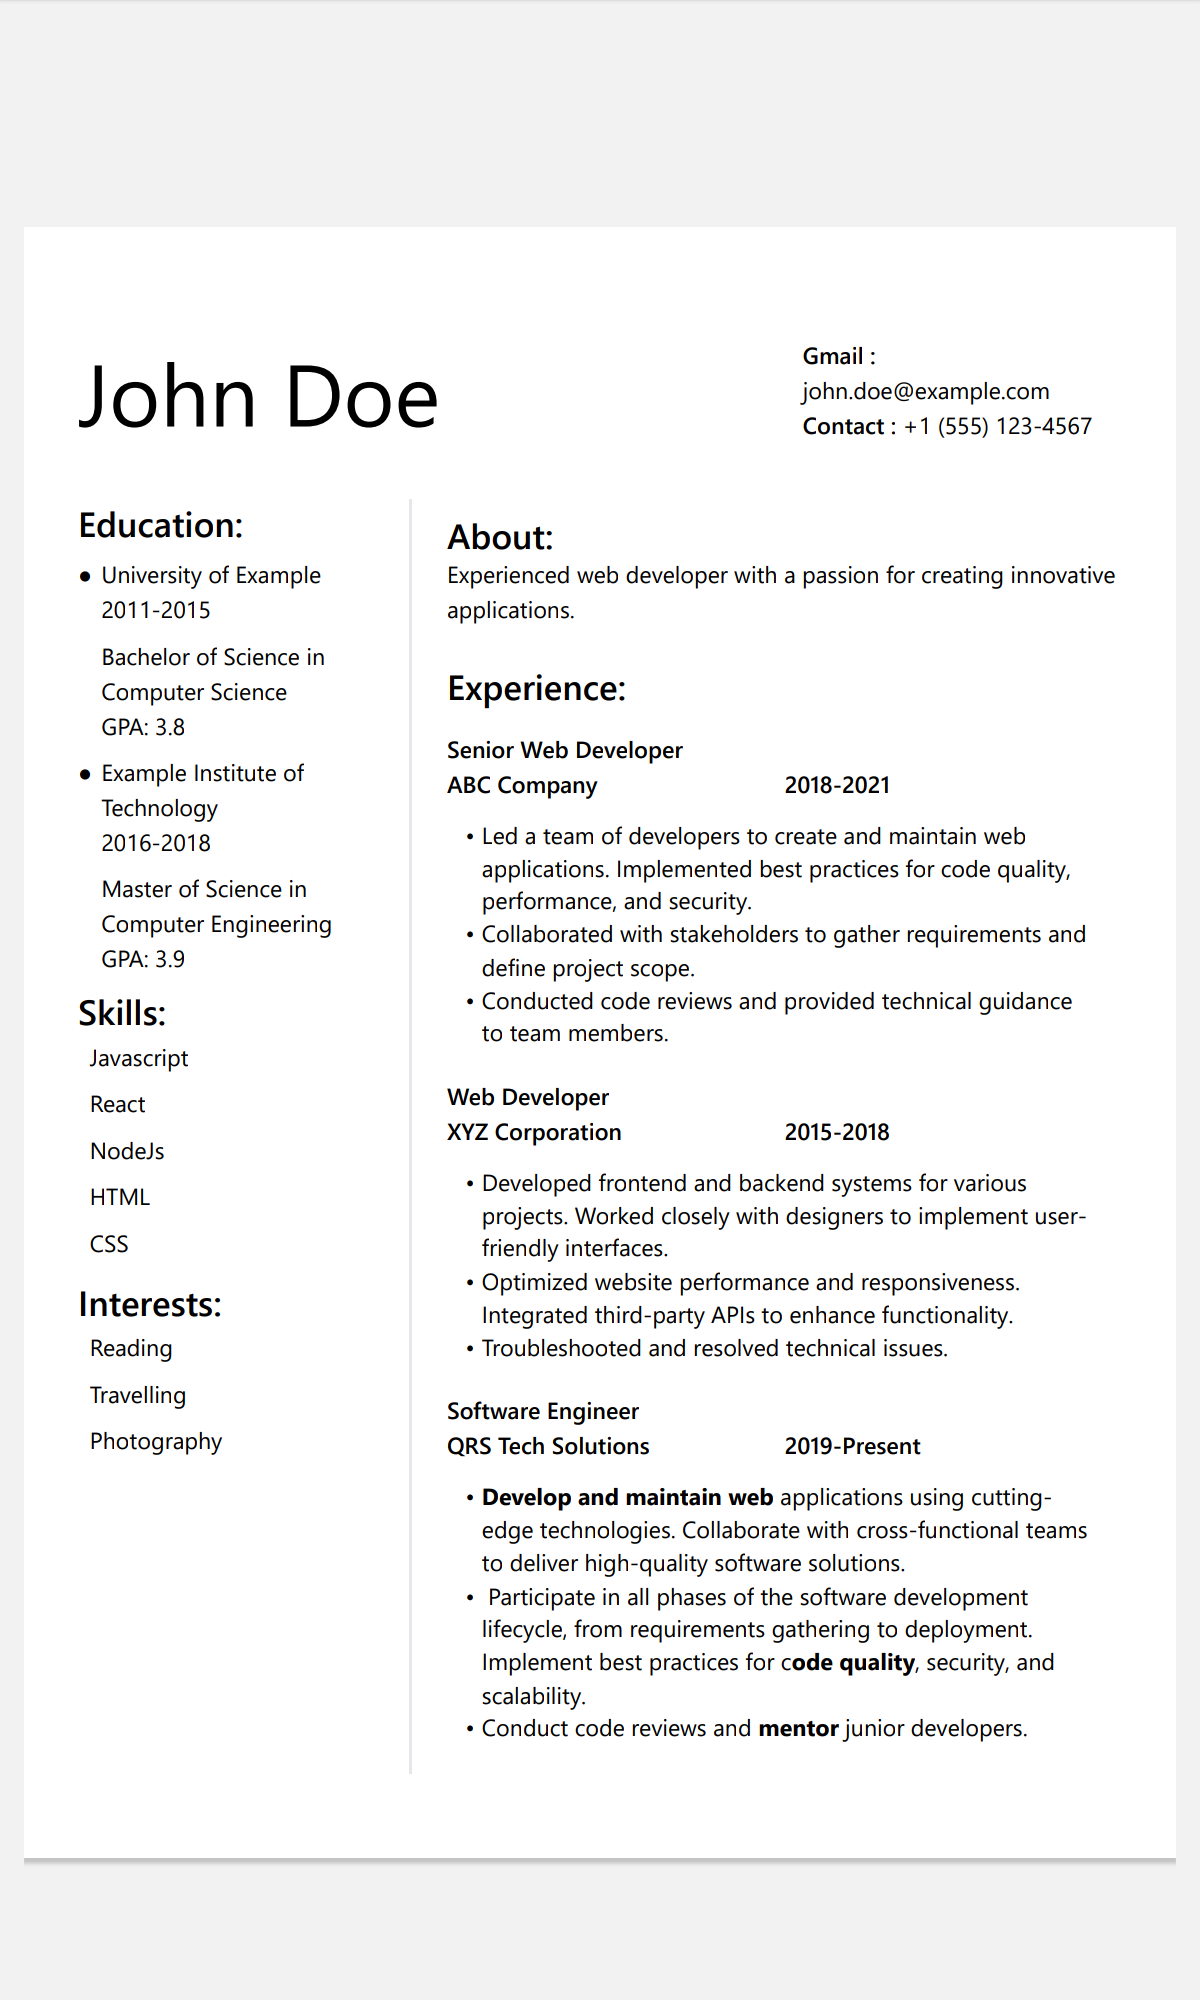 John Doe
Gmail :
john.doe@example.com
Contact : +1 (555) 123-4567
Education:
● University of Example
2011-2015
Bachelor of Science in
Computer Science
GPA: 3.8
● Example Institute of
Technology
2016-2018
Master of Science in
Computer Engineering
GPA: 3.9
Skills:
Javascript
React
NodeJs
HTML
CSS
Interests:
Reading
Travelling
Photography
About:
Experienced web developer with a passion for creating innovative
applications.
Experience:
Senior Web Developer
ABC Company 2018-2021
• Led a team of developers to create and maintain web
applications. Implemented best practices for code quality,
performance, and security.
• Collaborated with stakeholders to gather requirements and
define project scope.
• Conducted code reviews and provided technical guidance
to team members.
Web Developer
XYZ Corporation 2015-2018
• Developed frontend and backend systems for various
projects. Worked closely with designers to implement user-
friendly interfaces.
• Optimized website performance and responsiveness.
Integrated third-party APIs to enhance functionality.
• Troubleshooted and resolved technical issues.
Software Engineer
QRS Tech Solutions 2019-Present
• Develop and maintain web applications using cutting-
edge technologies. Collaborate with cross-functional teams
to deliver high-quality software solutions.
• Participate in all phases of the software development
lifecycle, from requirements gathering to deployment.
Implement best practices for code quality, security, and
scalability.
• Conduct code reviews and mentor junior developers.